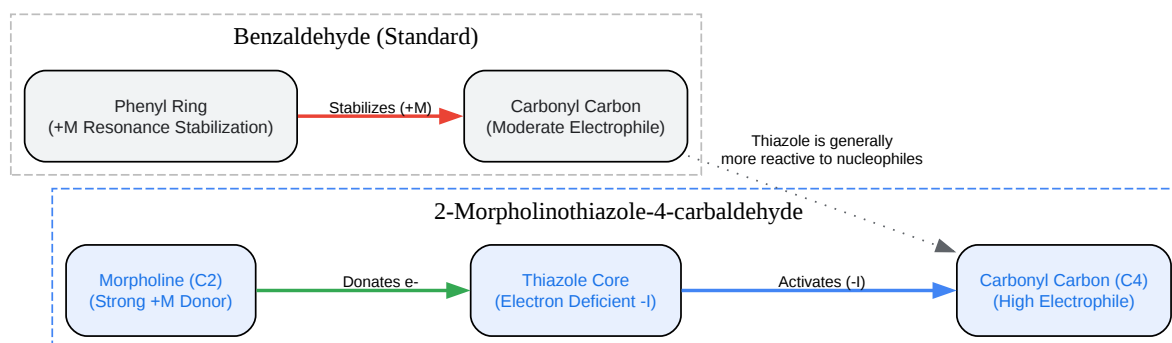 Benzaldehyde (Standard)
Phenyl Ring
(+M Resonance Stabilization)
Stabilizes (+M)
Carbonyl Carbon
(Moderate Electrophile)
Thiazole is generally
more reactive to nucleophiles
2-Morpholinothiazole-4-carbaldehyde
Morpholine (C2)
(Strong +M Donor)
Donates e-
Thiazole Core
(Electron Deficient -I)
Activates (-I)
Carbonyl Carbon (C4)
(High Electrophile)